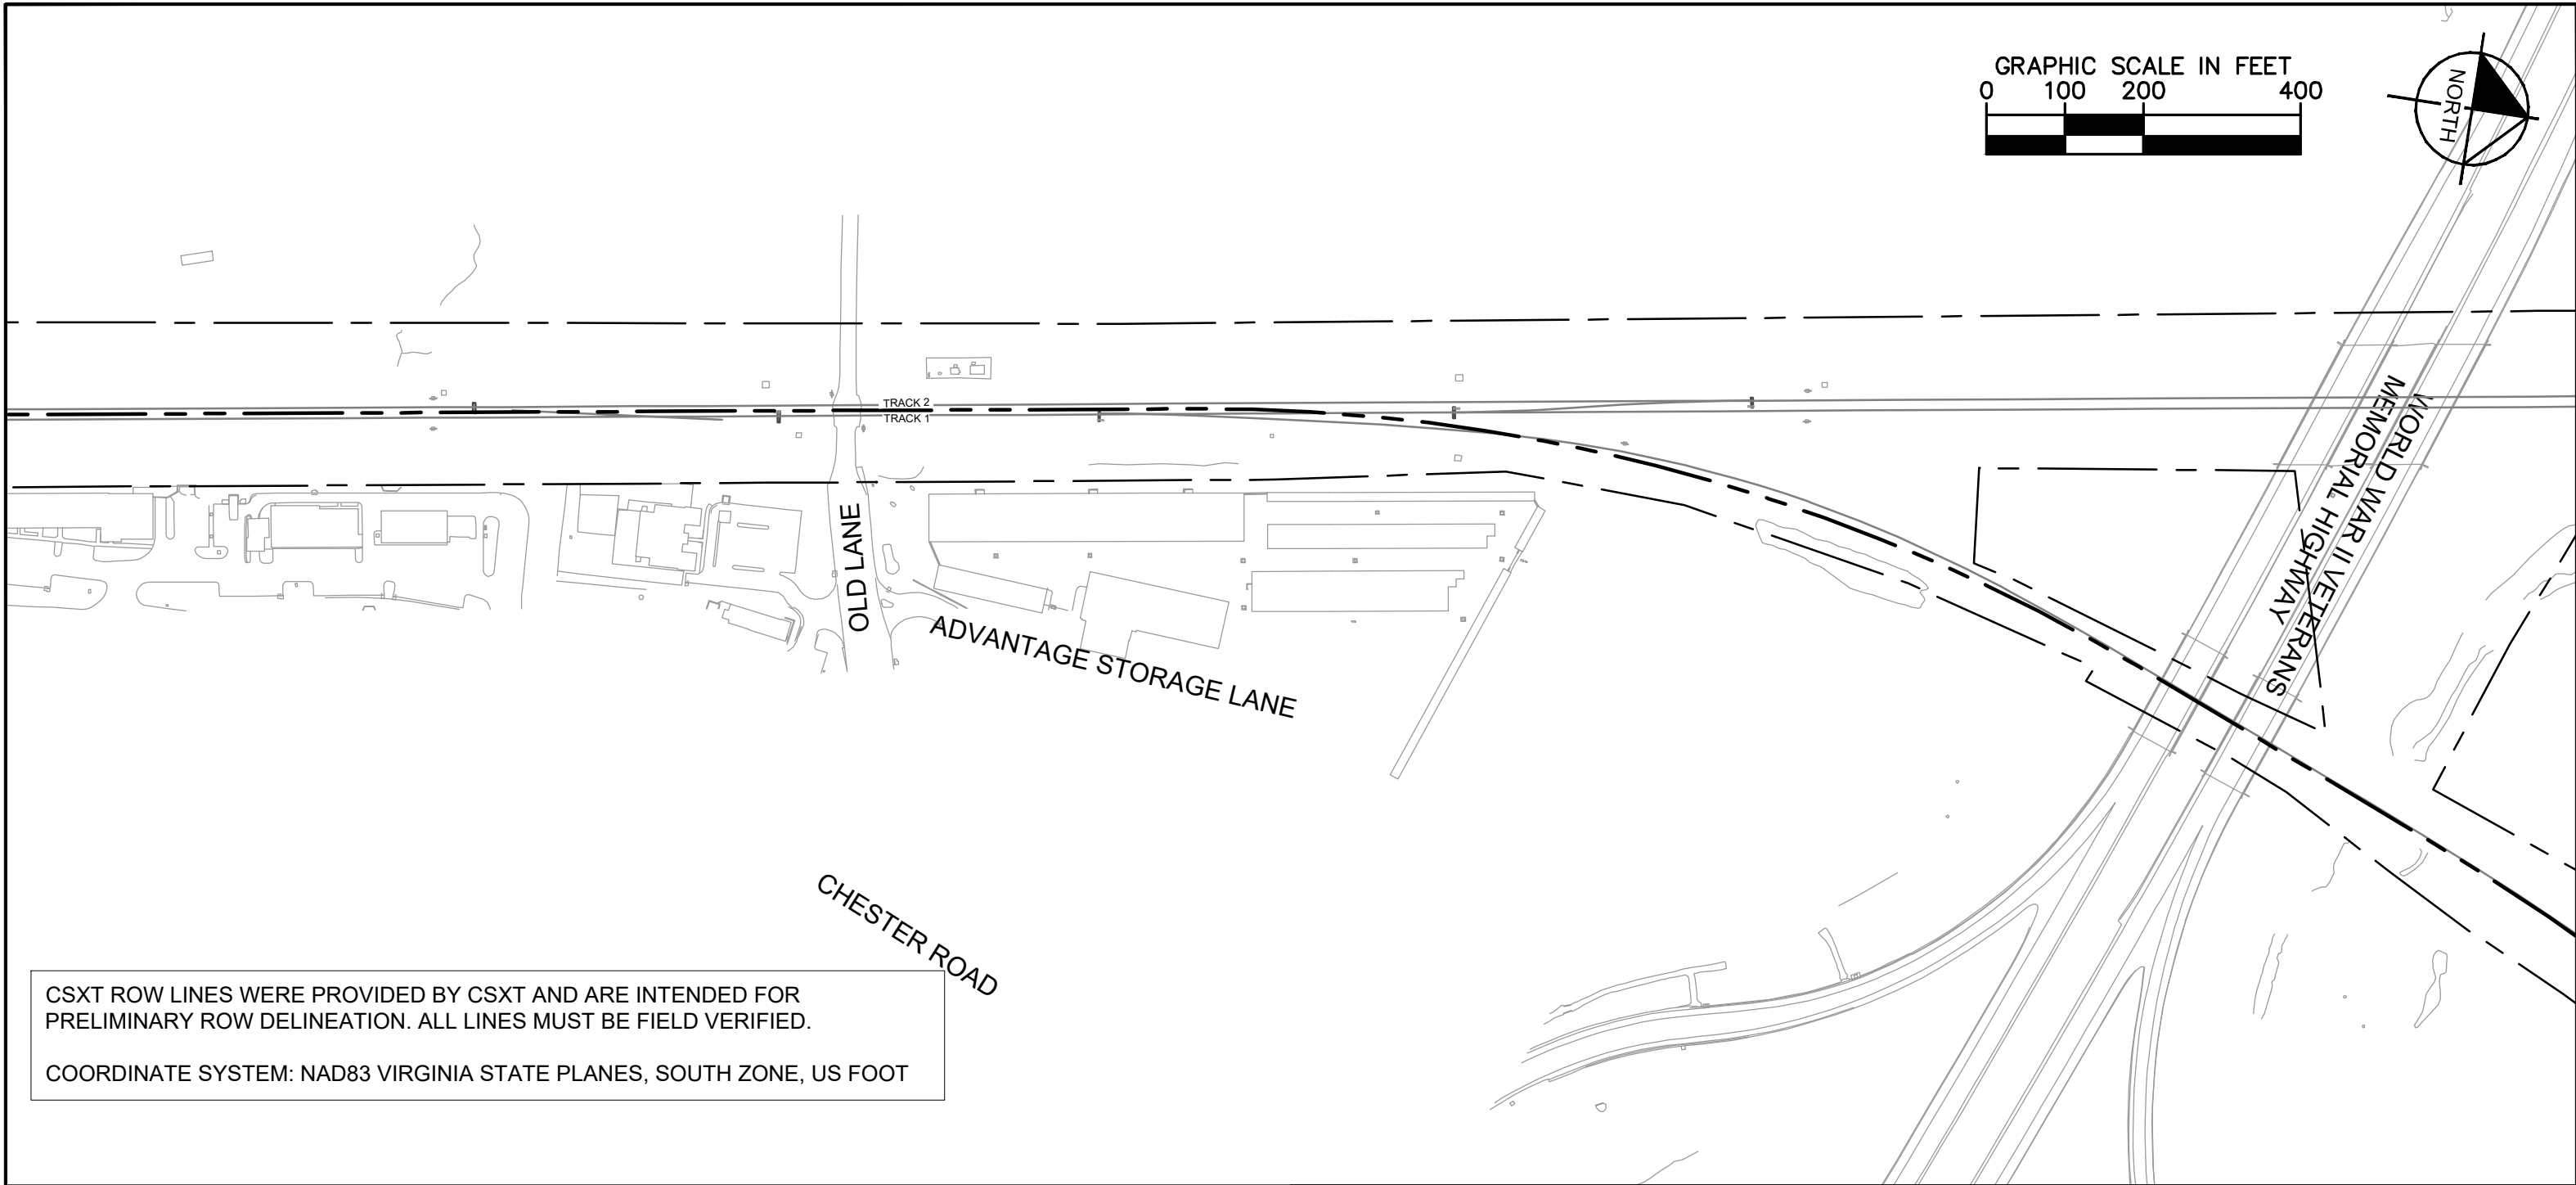 GRAPHIC SCALE IN FEET
0 100 200 400
NORTH
TRACK 2
TRACK 1
OLD LANE
ADVANTAGE STORAGE LANE
WORLD WAR II VETERANS
MEMORIAL HIGHWAY
CHESTER ROAD
CSXT ROW LINES WERE PROVIDED BY CSXT AND ARE INTENDED FOR
PRELIMINARY ROW DELINEATION. ALL LINES MUST BE FIELD VERIFIED.
COORDINATE SYSTEM: NAD83 VIRGINIA STATE PLANES, SOUTH ZONE, US FOOT